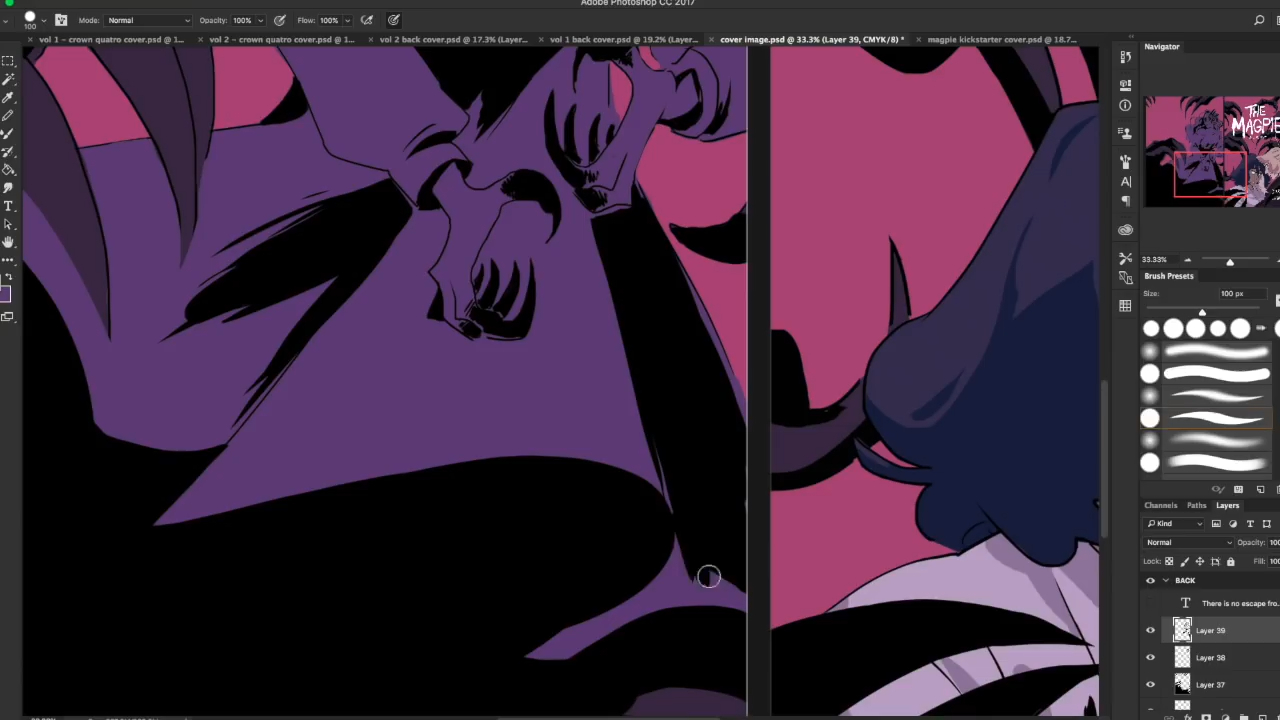 Adobe Photoshop CC 2017
100 Mode: Normal Opacity: 100% Flow: 100%
vol 1 – crown quatro cover.psd @ 1... vol 2 – crown quatro cover.psd @ 1... vol 2 back cover.psd @ 17.3% (Layer... vol 1 back cover.psd @ 19.2% (Layer... cover image.psd @ 33.3% (Layer 39, CMYK/8) * magpie kickstarter cover.psd @ 18.7...
Navigator
THE
MAGPIE
33.33%
Brush Presets
Size: 100 px
Channels Paths Layers
Kind
Normal Opacity: 100
Lock: Fill: 100
BACK
There is no escape fro...
Layer 39
Layer 38
Layer 37